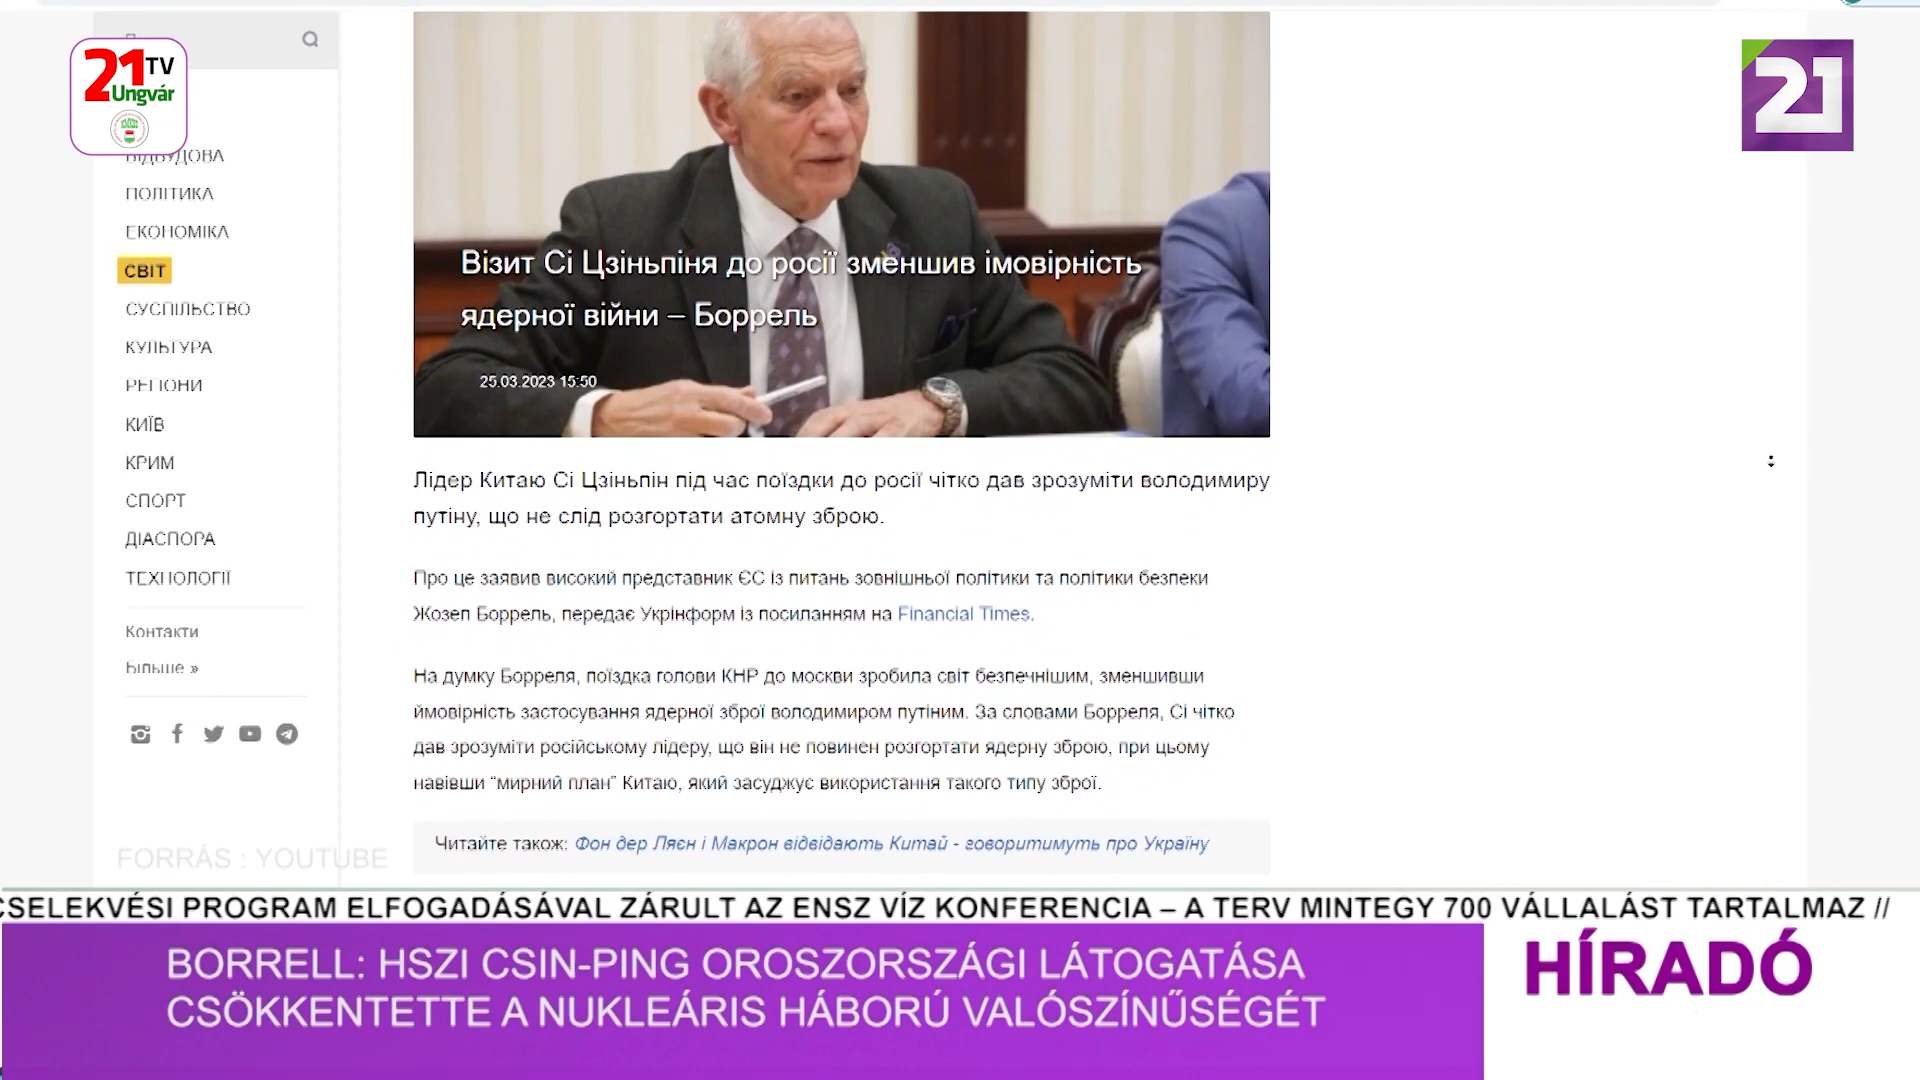 21 TV
Ungvár
21
ВІДБУДОВА
ПОЛІТИКА
ЕКОНОМІКА
СВІТ
СУСПІЛЬСТВО
КУЛЬТУРА
РЕГІОНИ
КИЇВ
КРИМ
СПОРТ
ДІАСПОРА
ТЕХНОЛОГІЇ
Контакти
Більше »
Візит Сі Цзіньпіня до росії зменшив імовірність
ядерної війни – Боррель
25.03.2023 15:50
Лідер Китаю Сі Цзіньпін під час поїздки до росії чітко дав зрозуміти володимиру
путіну, що не слід розгортати атомну зброю.
Про це заявив високий представник ЄС із питань зовнішньої політики та політики безпеки
Жозеп Боррель, передає Укрінформ із посиланням на Financial Times.
На думку Борреля, поїздка голови КНР до москви зробила світ безпечнішим, зменшивши
ймовірність застосування ядерної зброї володимиром путіним. За словами Борреля, Сі чітко
дав зрозуміти російському лідеру, що він не повинен розгортати ядерну зброю, при цьому
навівши “мирний план” Китаю, який засуджує використання такого типу зброї.
Читайте також: Фон дер Ляєн і Макрон відвідають Китай - говоритимуть про Україну
FORRÁS : YOUTUBE
CSELEKVÉSI PROGRAM ELFOGADÁSÁVAL ZÁRULT AZ ENSZ VÍZ KONFERENCIA – A TERV MINTEGY 700 VÁLLALÁST TARTALMAZ //
BORRELL: HSZI CSIN-PING OROSZORSZÁGI LÁTOGATÁSA
CSÖKKENTETTE A NUKLEÁRIS HÁBORÚ VALÓSZÍNŰSÉGÉT
HÍRADÓ